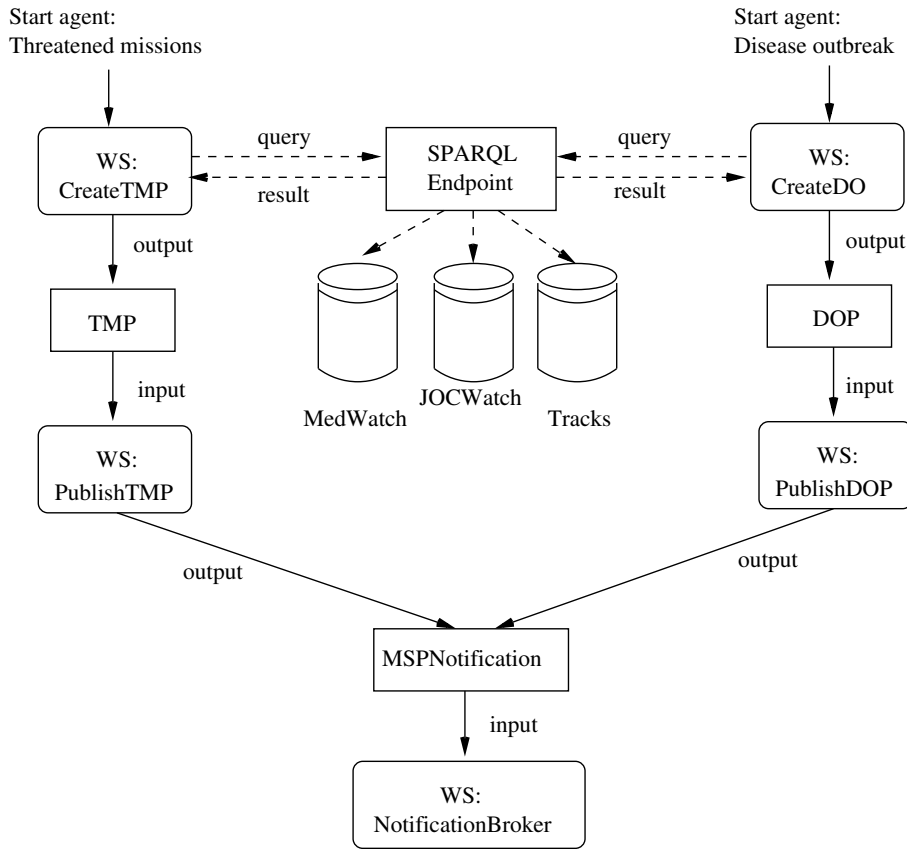 Start agent:
Threatened missions
Start agent:
Disease outbreak
WS:
CreateTMP
query
result
SPARQL
Endpoint
query
result
WS:
CreateDO
output
output
TMP
DOP
input
input
MedWatch
JOCWatch
Tracks
WS:
PublishTMP
WS:
PublishDOP
output
output
MSPNotification
input
WS:
NotificationBroker